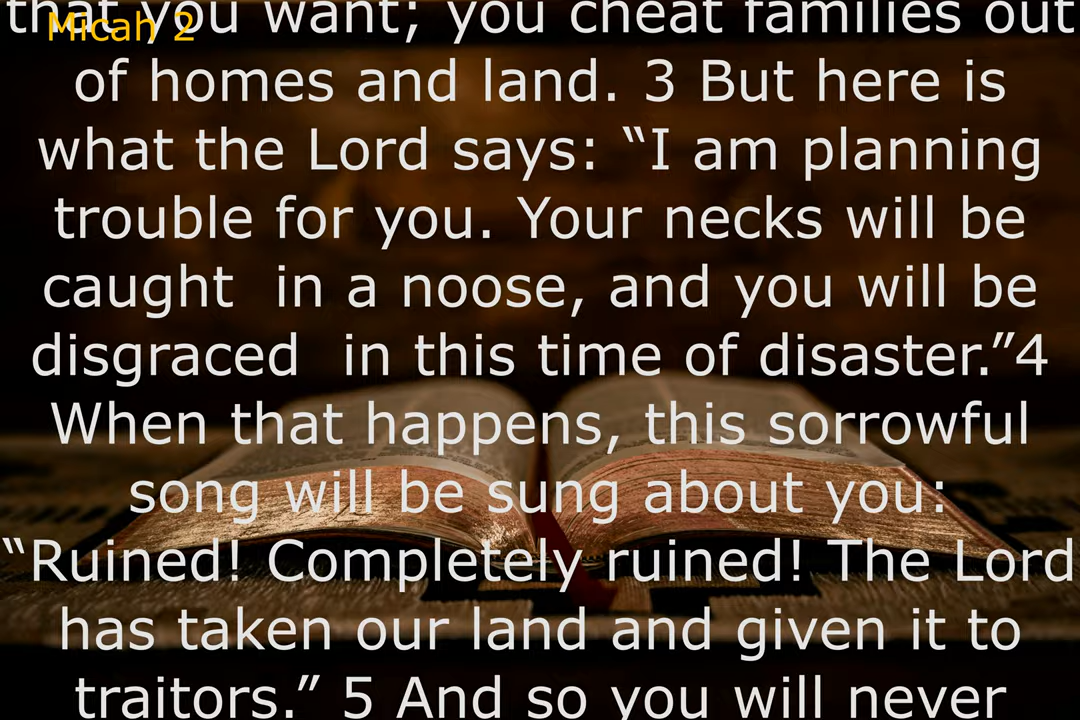 that you want; you cheat families out
Micah 2
of homes and land. 3 But here is
what the Lord says: “I am planning
trouble for you. Your necks will be
caught  in a noose, and you will be
disgraced  in this time of disaster.”4
When that happens, this sorrowful
song will be sung about you:
“Ruined! Completely ruined! The Lord
has taken our land and given it to
traitors.” 5 And so you will never